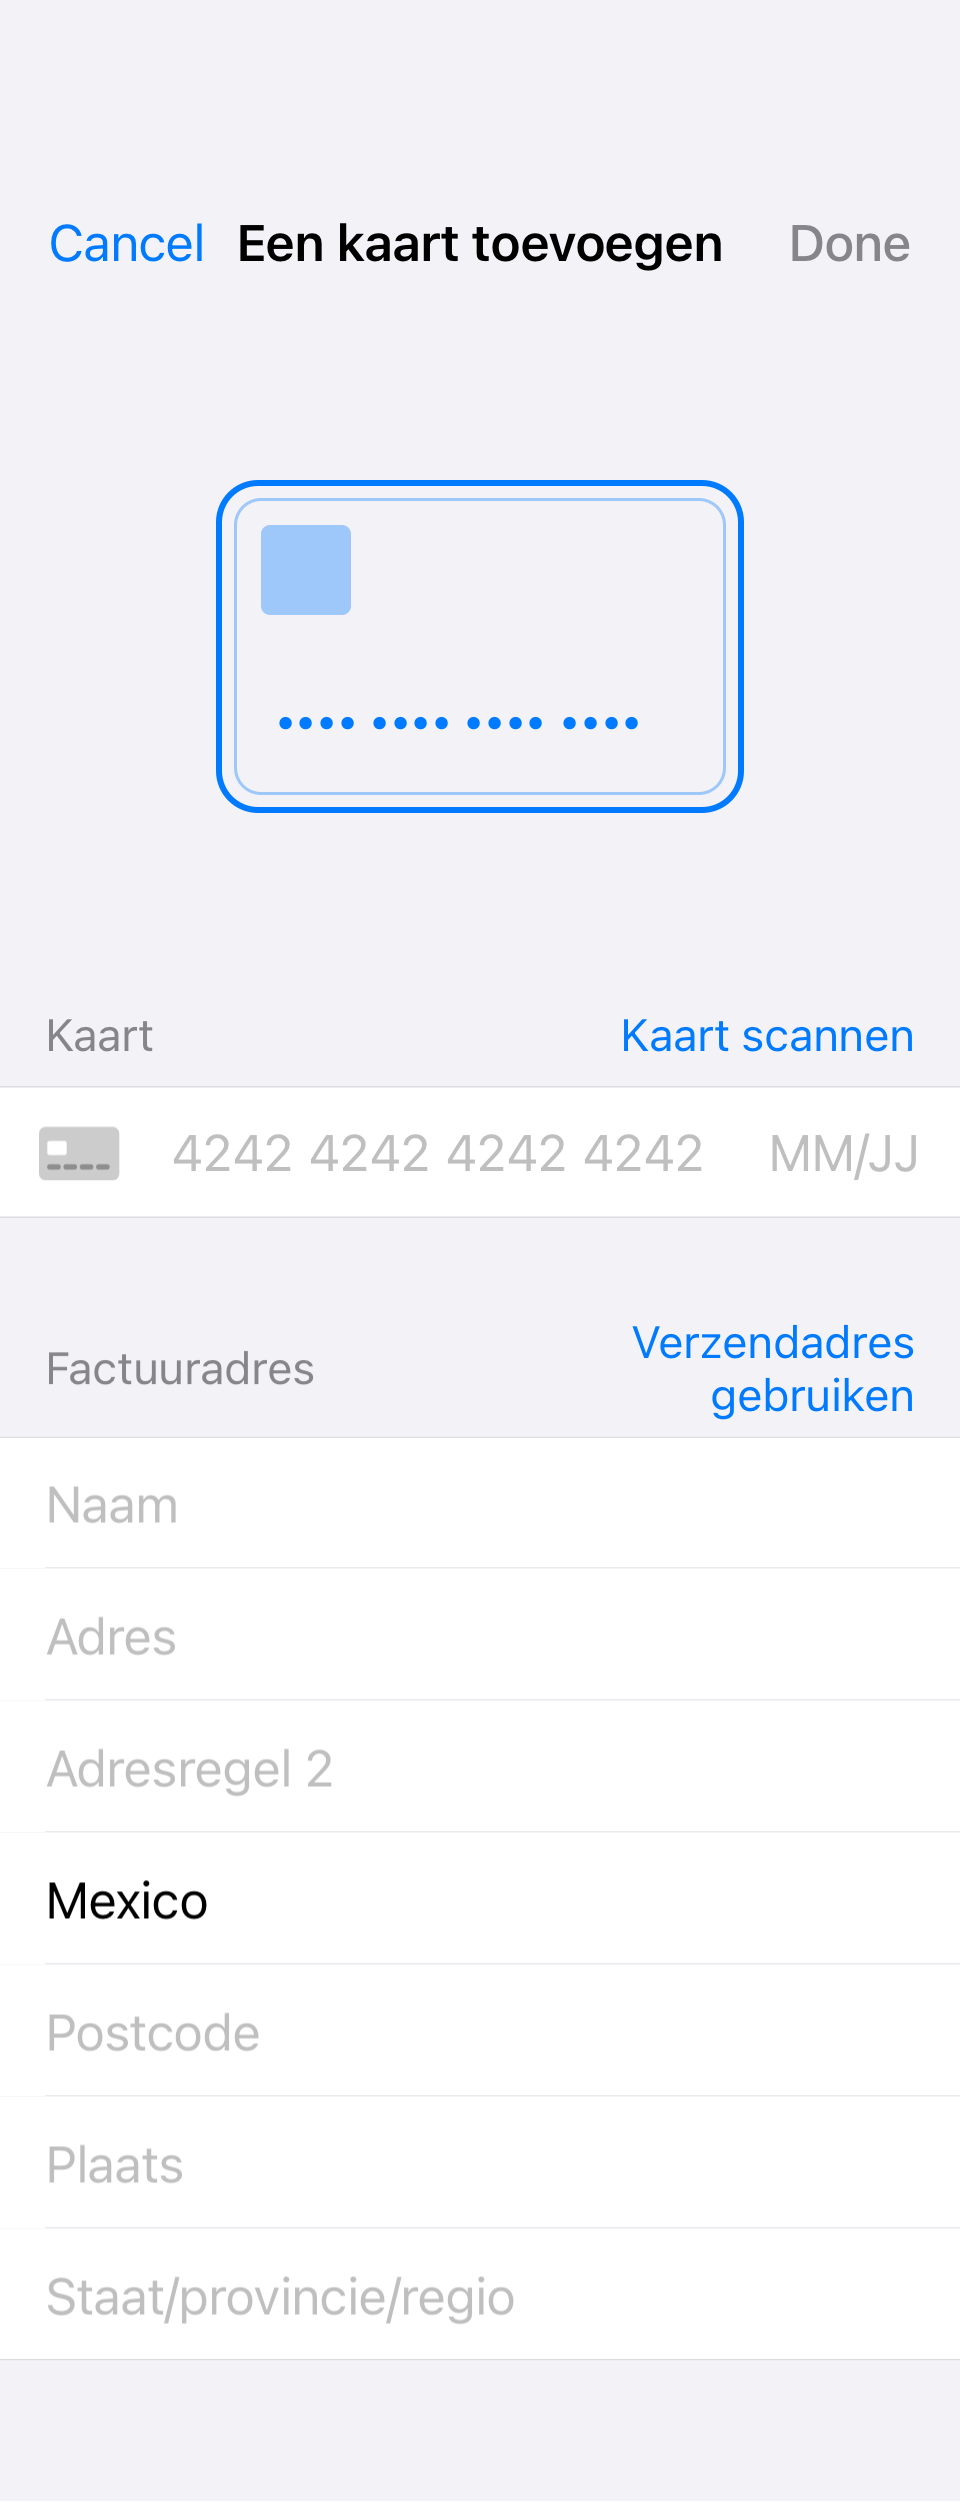 Cancel Een kaart toevoegen Done
Kaart Kaart scannen
4242 4242 4242 4242 MM/JJ
Factuuradres Verzendadres gebruiken
Naam
Adres
Adresregel 2
Mexico
Postcode
Plaats
Staat/provincie/regio